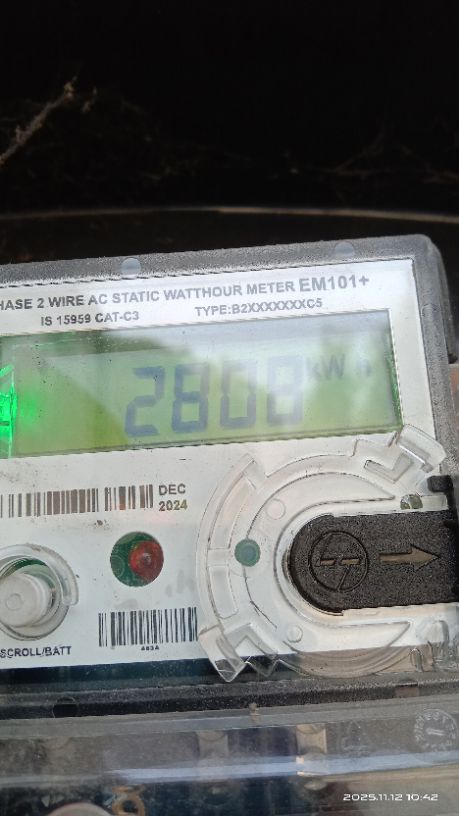 HASE 2 WIRE AC STATIC WATTHOUR METER EM101+
IS 15959 CAT-C3 TYPE:B2XXXXXXXC5
2808 kW h
DEC
2024
SCROLL/BATT
2025.11.12 10:42